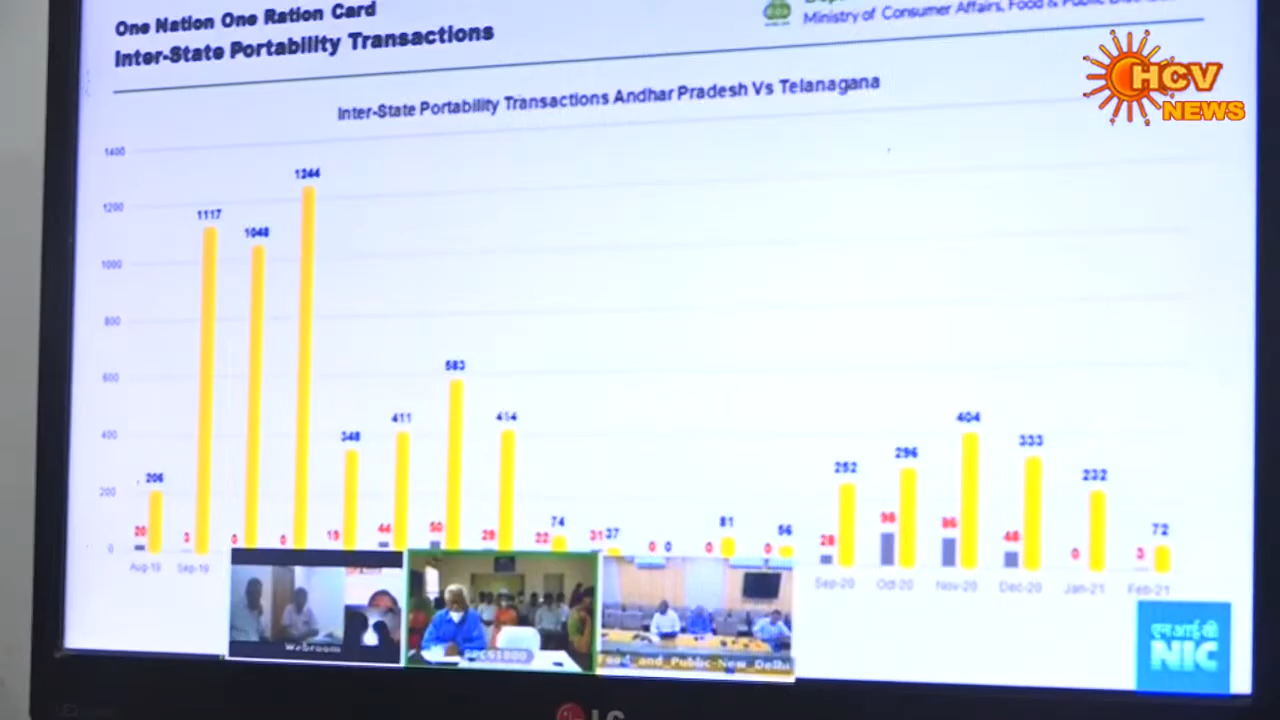 One Nation One Ration Card
Inter-State Portability Transactions
Ministry of Consumer Affairs, Food & Public
HCV
NEWS
Inter-State Portability Transactions Andhar Pradesh Vs Telanagana
1400
1200
1000
800
600
400
200
0
20 206
3 1117
0 1048
0 1244
19 348
44 411
50 583
29 414
22 74
31 37
0 0
0 81
0 56
28 252
98 296
86 404
48 333
0 232
3 72
Aug-19 Sep-19 Sep-20 Oct-20 Nov-20 Dec-20 Jan-21 Feb-21
Webroom
Food_and_Public-New_Delhi
एनआईसी
NIC
LG